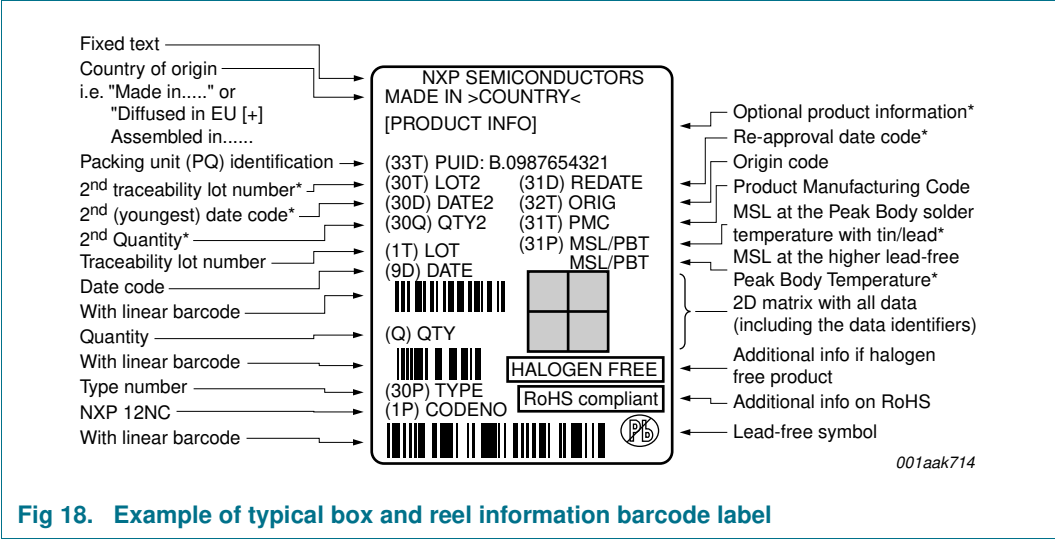 Fixed text
Country of origin
i.e. "Made in....." or
"Diffused in EU [+]
Assembled in......
Packing unit (PQ) identification
2nd traceability lot number*
2nd (youngest) date code*
2nd Quantity*
Traceability lot number
Date code
With linear barcode
Quantity
With linear barcode
Type number
NXP 12NC
With linear barcode
NXP SEMICONDUCTORS
MADE IN >COUNTRY<
[PRODUCT INFO]
(33T) PUID: B.0987654321
(30T) LOT2 (31D) REDATE
(30D) DATE2 (32T) ORIG
(30Q) QTY2 (31T) PMC
(31P) MSL/PBT
(1T) LOT MSL/PBT
(9D) DATE
(Q) QTY
HALOGEN FREE
(30P) TYPE
RoHS compliant
(1P) CODENO
Pb
Optional product information*
Re-approval date code*
Origin code
Product Manufacturing Code
MSL at the Peak Body solder
temperature with tin/lead*
MSL at the higher lead-free
Peak Body Temperature*
2D matrix with all data
(including the data identifiers)
Additional info if halogen
free product
Additional info on RoHS
Lead-free symbol
001aak714
Fig 18. Example of typical box and reel information barcode label